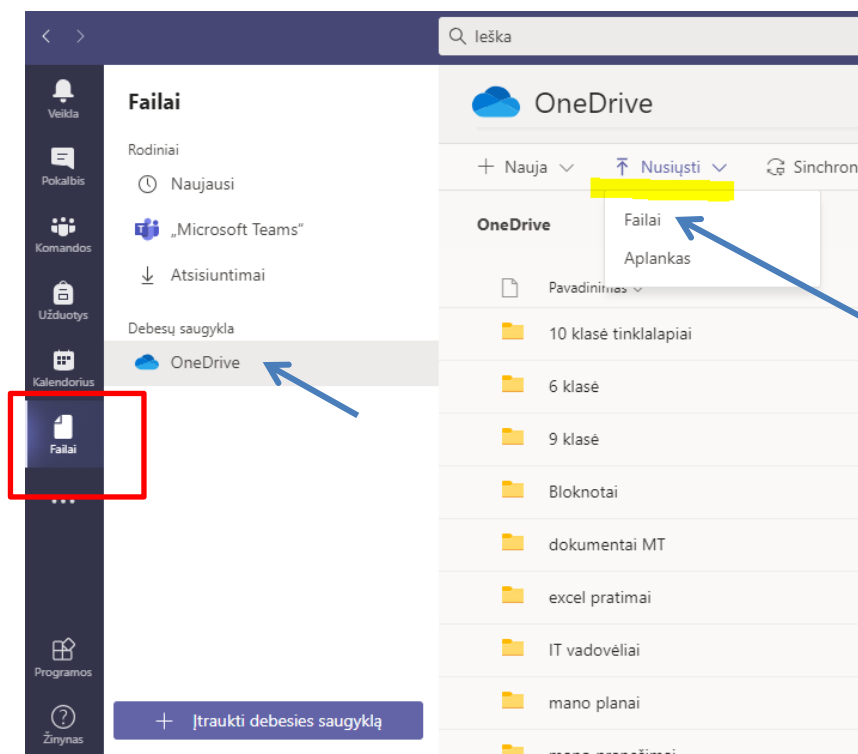 Ieška
Veikla
Pokalbis
Komandos
Užduotys
Kalendorius
Failai
Programos
Žinynas
Failai
Rodiniai
Naujausi
„Microsoft Teams“
Atsisiuntimai
Debesų saugykla
OneDrive
Įtraukti debesies saugyklą
OneDrive
Nauja
Nusiųsti
Sinchron
OneDrive
Failai
Aplankas
Pavadinimas
10 klasė tinklalapiai
6 klasė
9 klasė
Bloknotai
dokumentai MT
excel pratimai
IT vadovėliai
mano planai